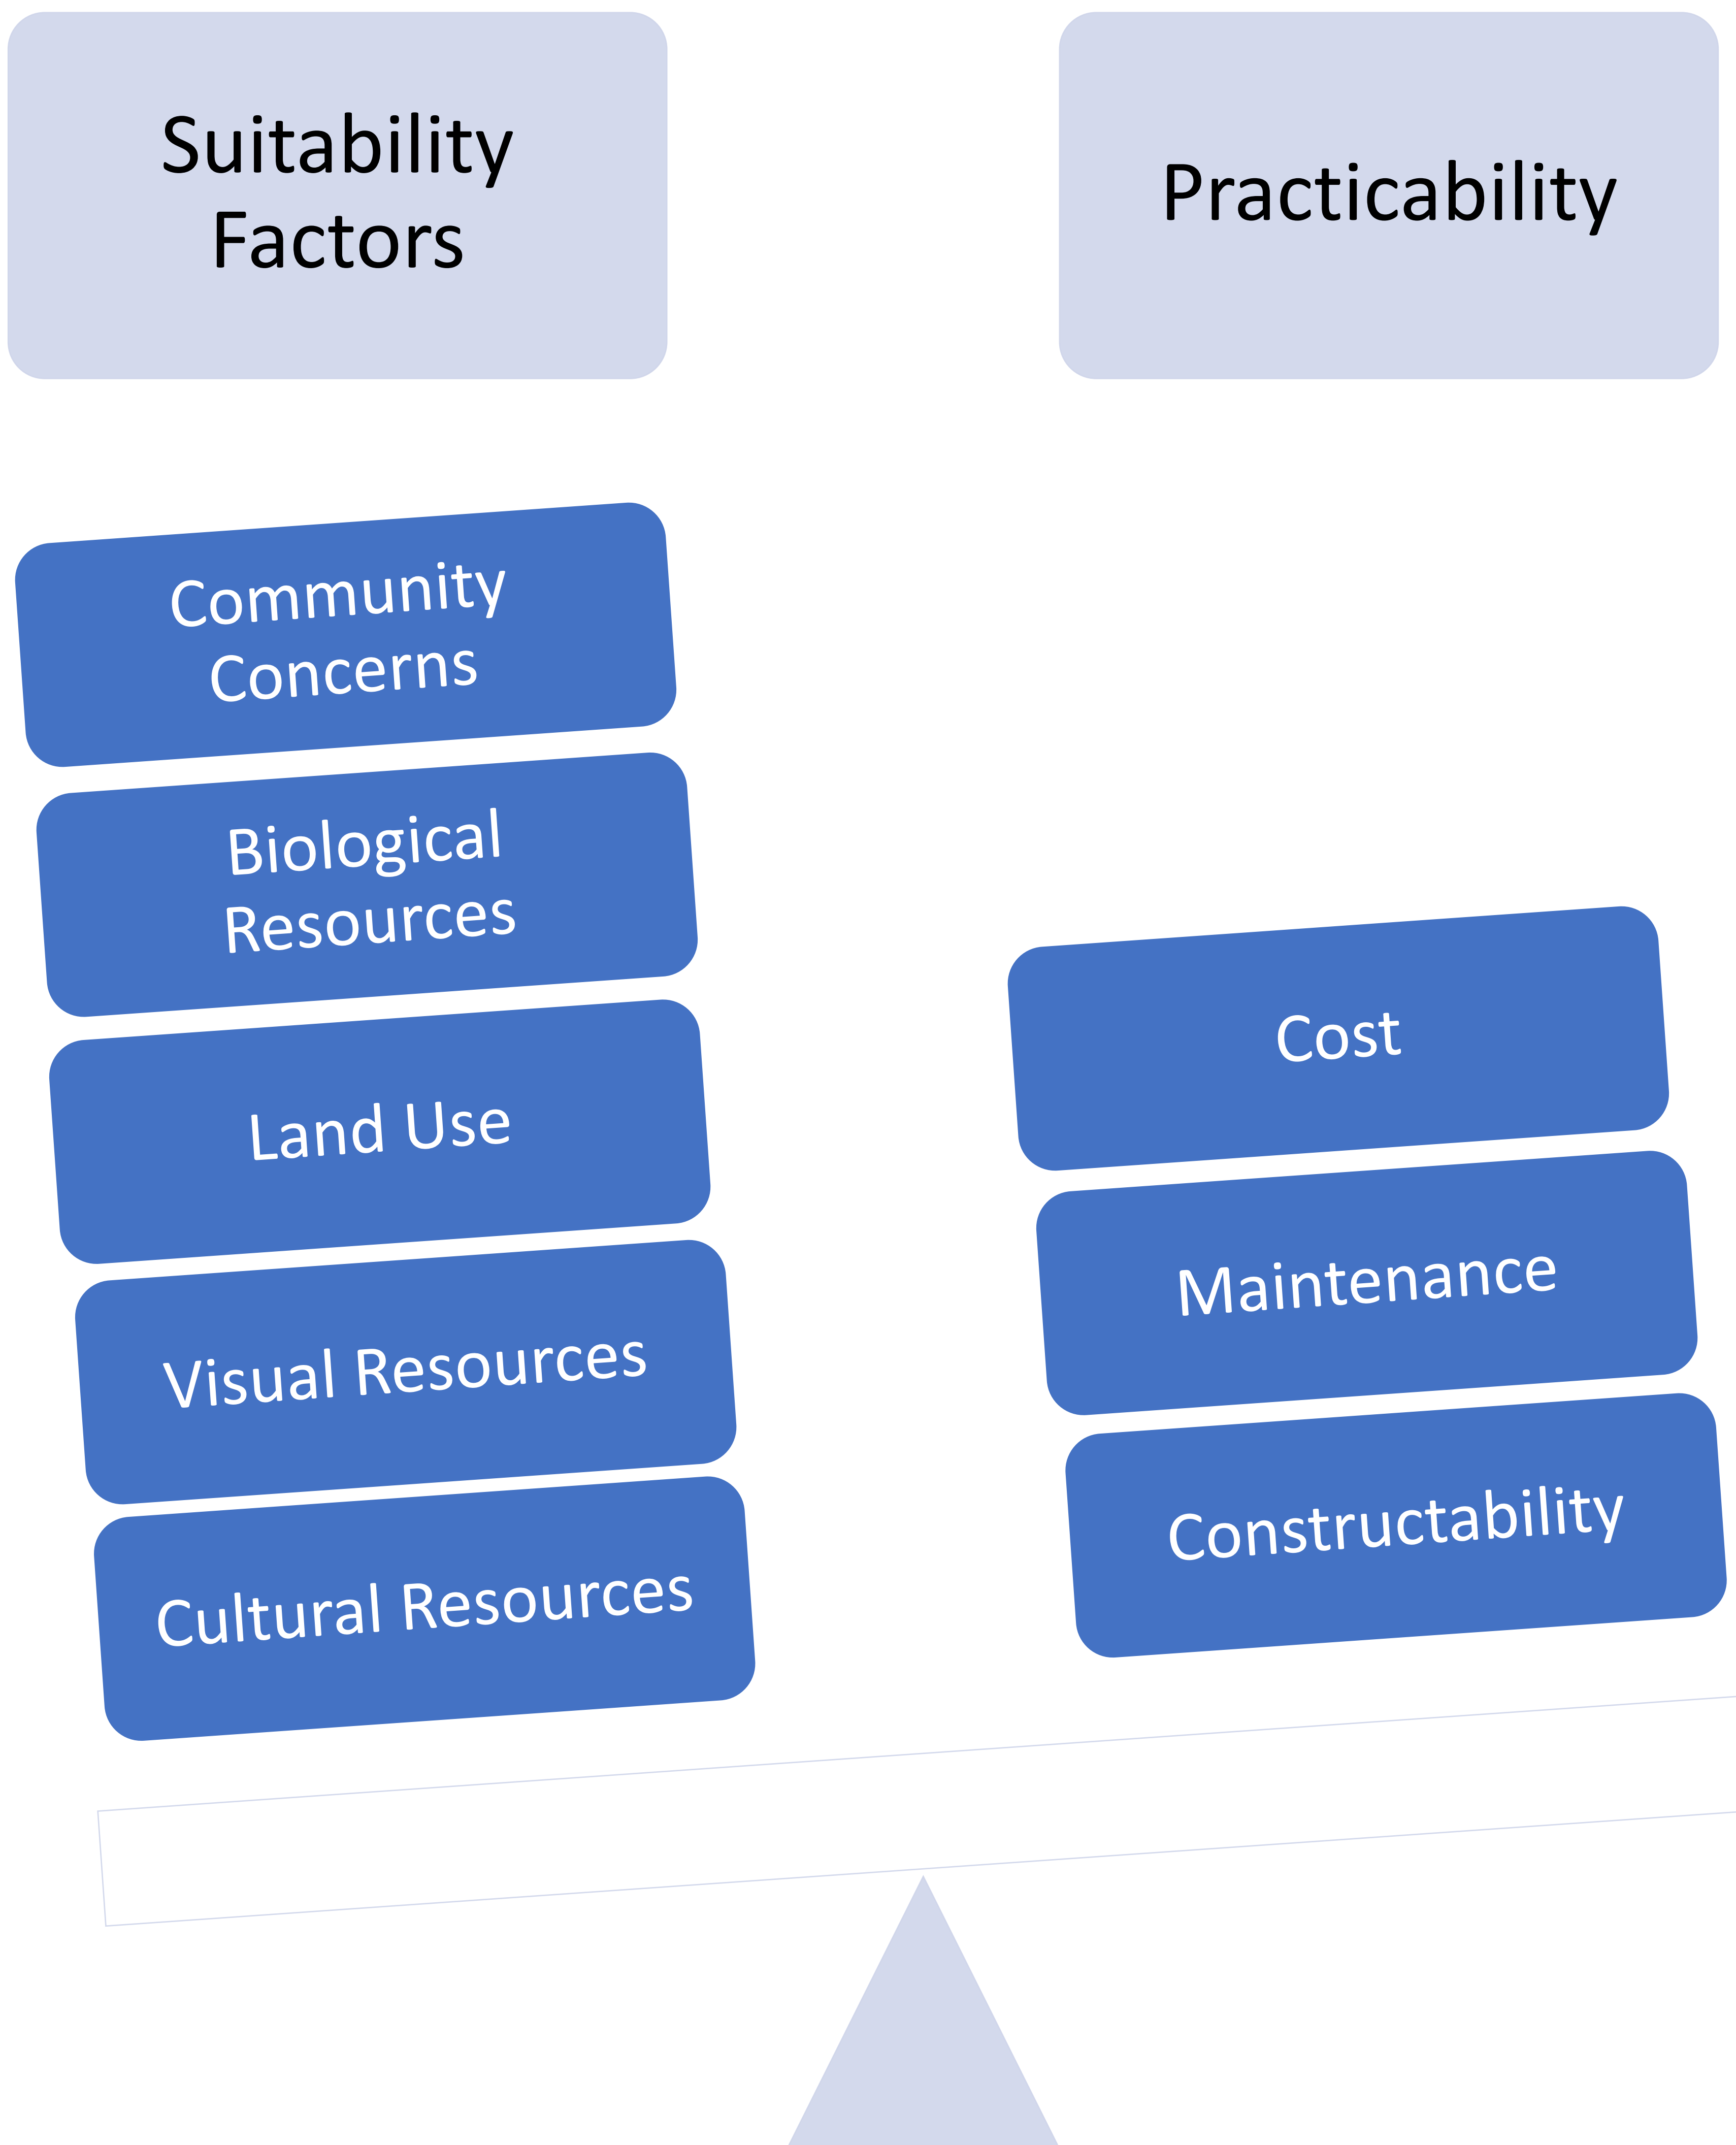 Suitability
Factors
Practicability
Community
Concerns
Biological
Resources
Land Use
Visual Resources
Cultural Resources
Cost
Maintenance
Constructability